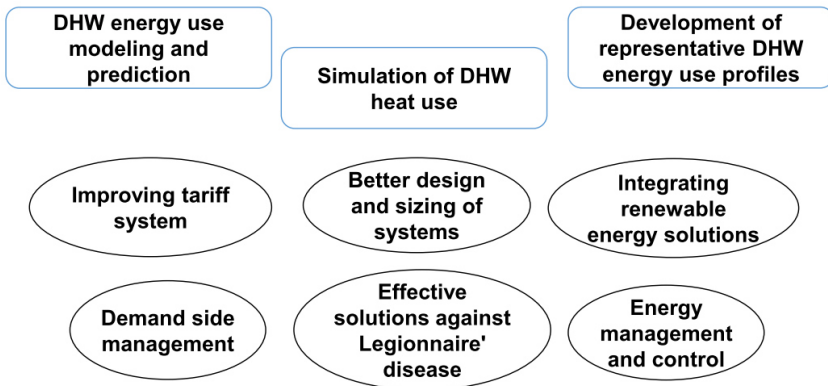 DHW energy use
modeling and
prediction
Simulation of DHW
heat use
Development of
representative DHW
energy use profiles
Improving tariff
system
Better design
and sizing of
systems
Integrating
renewable
energy solutions
Demand side
management
Effective
solutions against
Legionnaire'
disease
Energy
management
and control